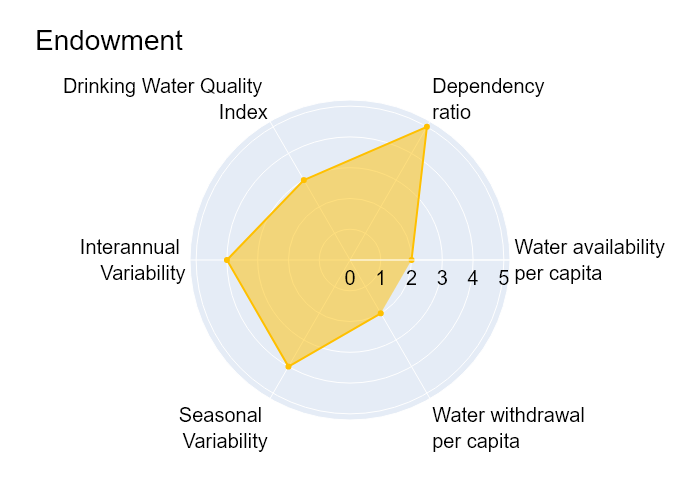 Endowment
Drinking Water Quality
Index
Dependency
ratio
Interannual
Variability
Water availability
per capita
0 1 2 3 4 5
Seasonal
Variability
Water withdrawal
per capita